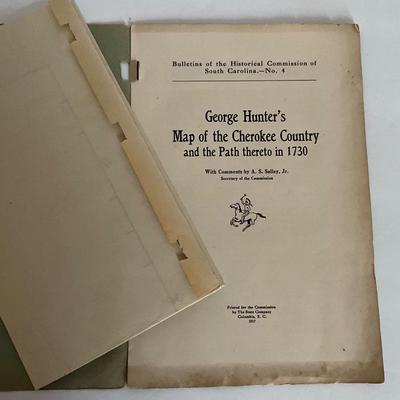 Bulletins of the Historical Commission of
South Carolina.—No. 4
George Hunter's
Map of the Cherokee Country
and the Path thereto in 1730
With Comments by A. S. Salley, Jr.
Secretary of the Commission
Printed for the Commission
by The State Company
Columbia, S. C.
1917